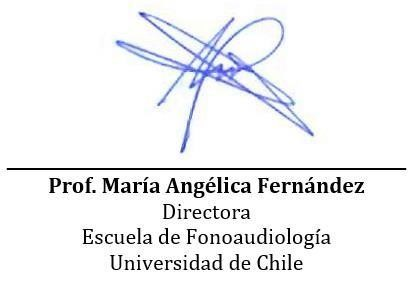 Prof. María Angélica Fernández
Directora
Escuela de Fonoaudiología
Universidad de Chile